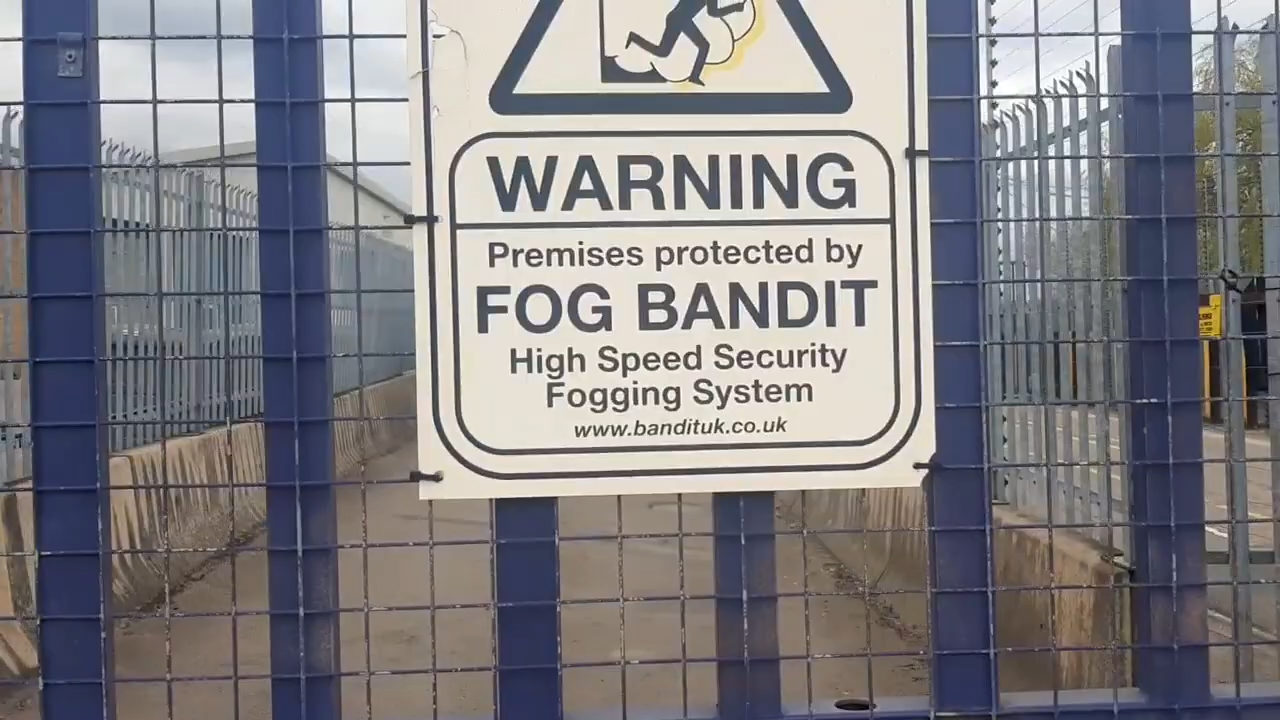 WARNING
Premises protected by
FOG BANDIT
High Speed Security
Fogging System
www.bandituk.co.uk